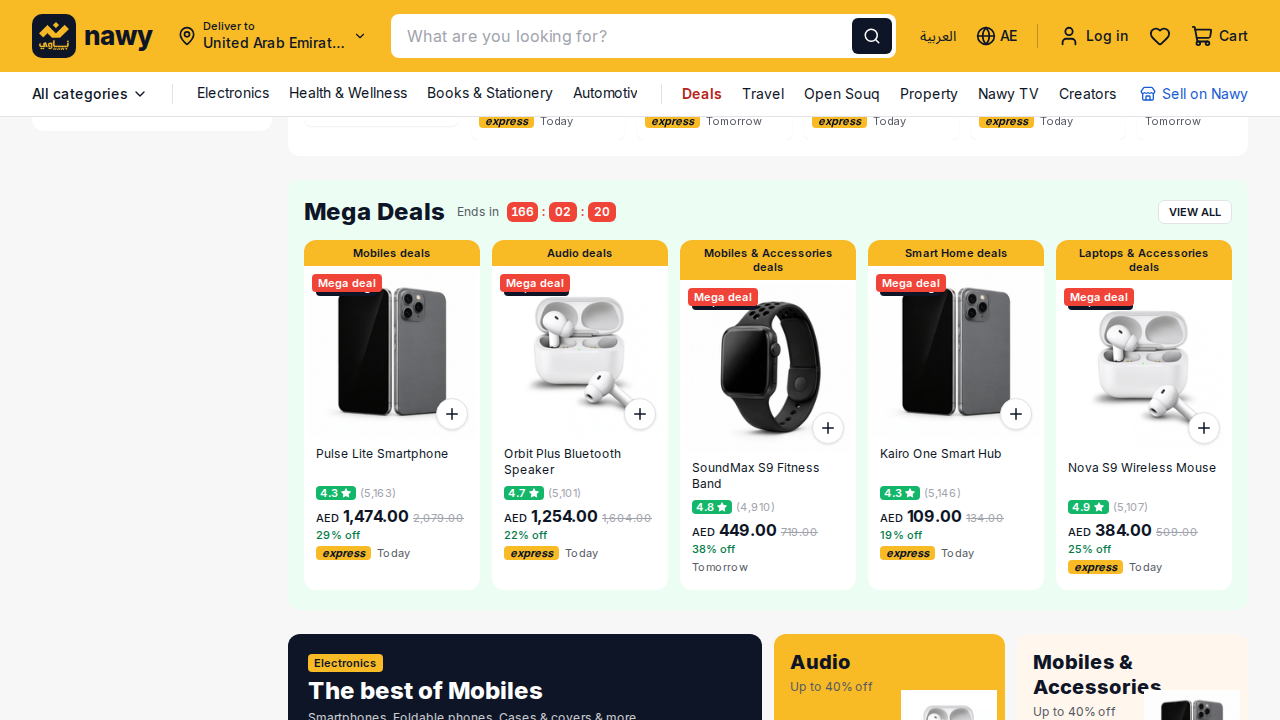 نـــاوي
NAWY
nawy
Deliver to
United Arab Emirat...
What are you looking for?
العربية
AE
Log in
Cart
All categories
Electronics
Health & Wellness
Books & Stationery
Automotiv
Deals
Travel
Open Souq
Property
Nawy TV
Creators
Sell on Nawy
express Today
Tomorrow
express Today
express Today
Tomorrow
Mega Deals
Ends in 166 : 02 : 20
VIEW ALL
Mobiles deals
Mega deal
Pulse Lite Smartphone
4.3 (5,163)
AED 1,474.00 2,079.00
29% off
express Today
Audio deals
Mega deal
Orbit Plus Bluetooth
Speaker
4.7 (5,101)
AED 1,254.00 1,604.00
22% off
express Today
Mobiles & Accessories
deals
Mega deal
SoundMax S9 Fitness
Band
4.8 (4,910)
AED 449.00 719.00
38% off
Tomorrow
Smart Home deals
Mega deal
Kairo One Smart Hub
4.3 (5,146)
AED 109.00 134.00
19% off
express Today
Laptops & Accessories
deals
Mega deal
Nova S9 Wireless Mouse
4.9 (5,107)
AED 384.00 509.00
25% off
express Today
Electronics
The best of Mobiles
Smartphones, Foldable phones, Cases & covers & more
Audio
Up to 40% off
Mobiles &
Accessories
Up to 40% off